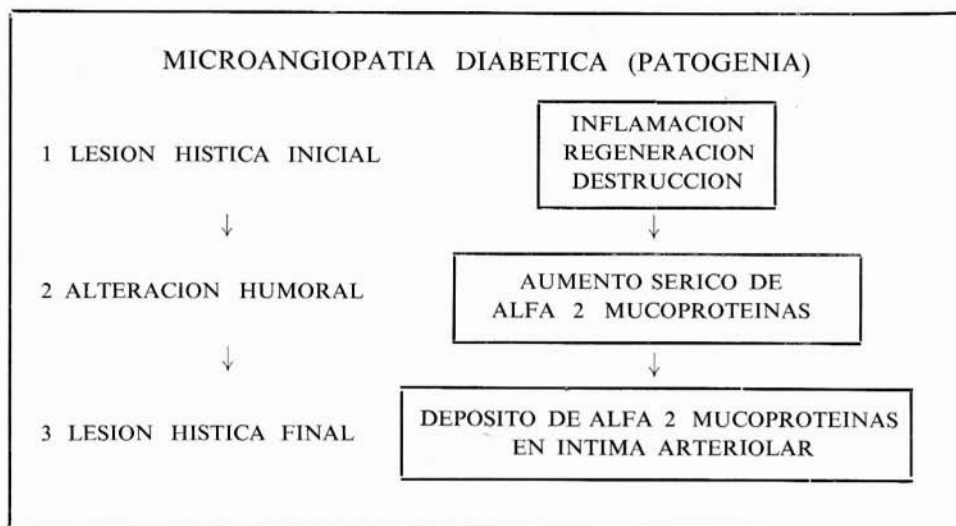 MICROANGIOPATIA DIABETICA (PATOGENIA)
1 LESION HISTICA INICIAL
INFLAMACION
REGENERACION
DESTRUCCION
↓ ↓
2 ALTERACION HUMORAL
AUMENTO SERICO DE
ALFA 2 MUCOPROTEINAS
↓ ↓
3 LESION HISTICA FINAL
DEPOSITO DE ALFA 2 MUCOPROTEINAS
EN INTIMA ARTERIOLAR